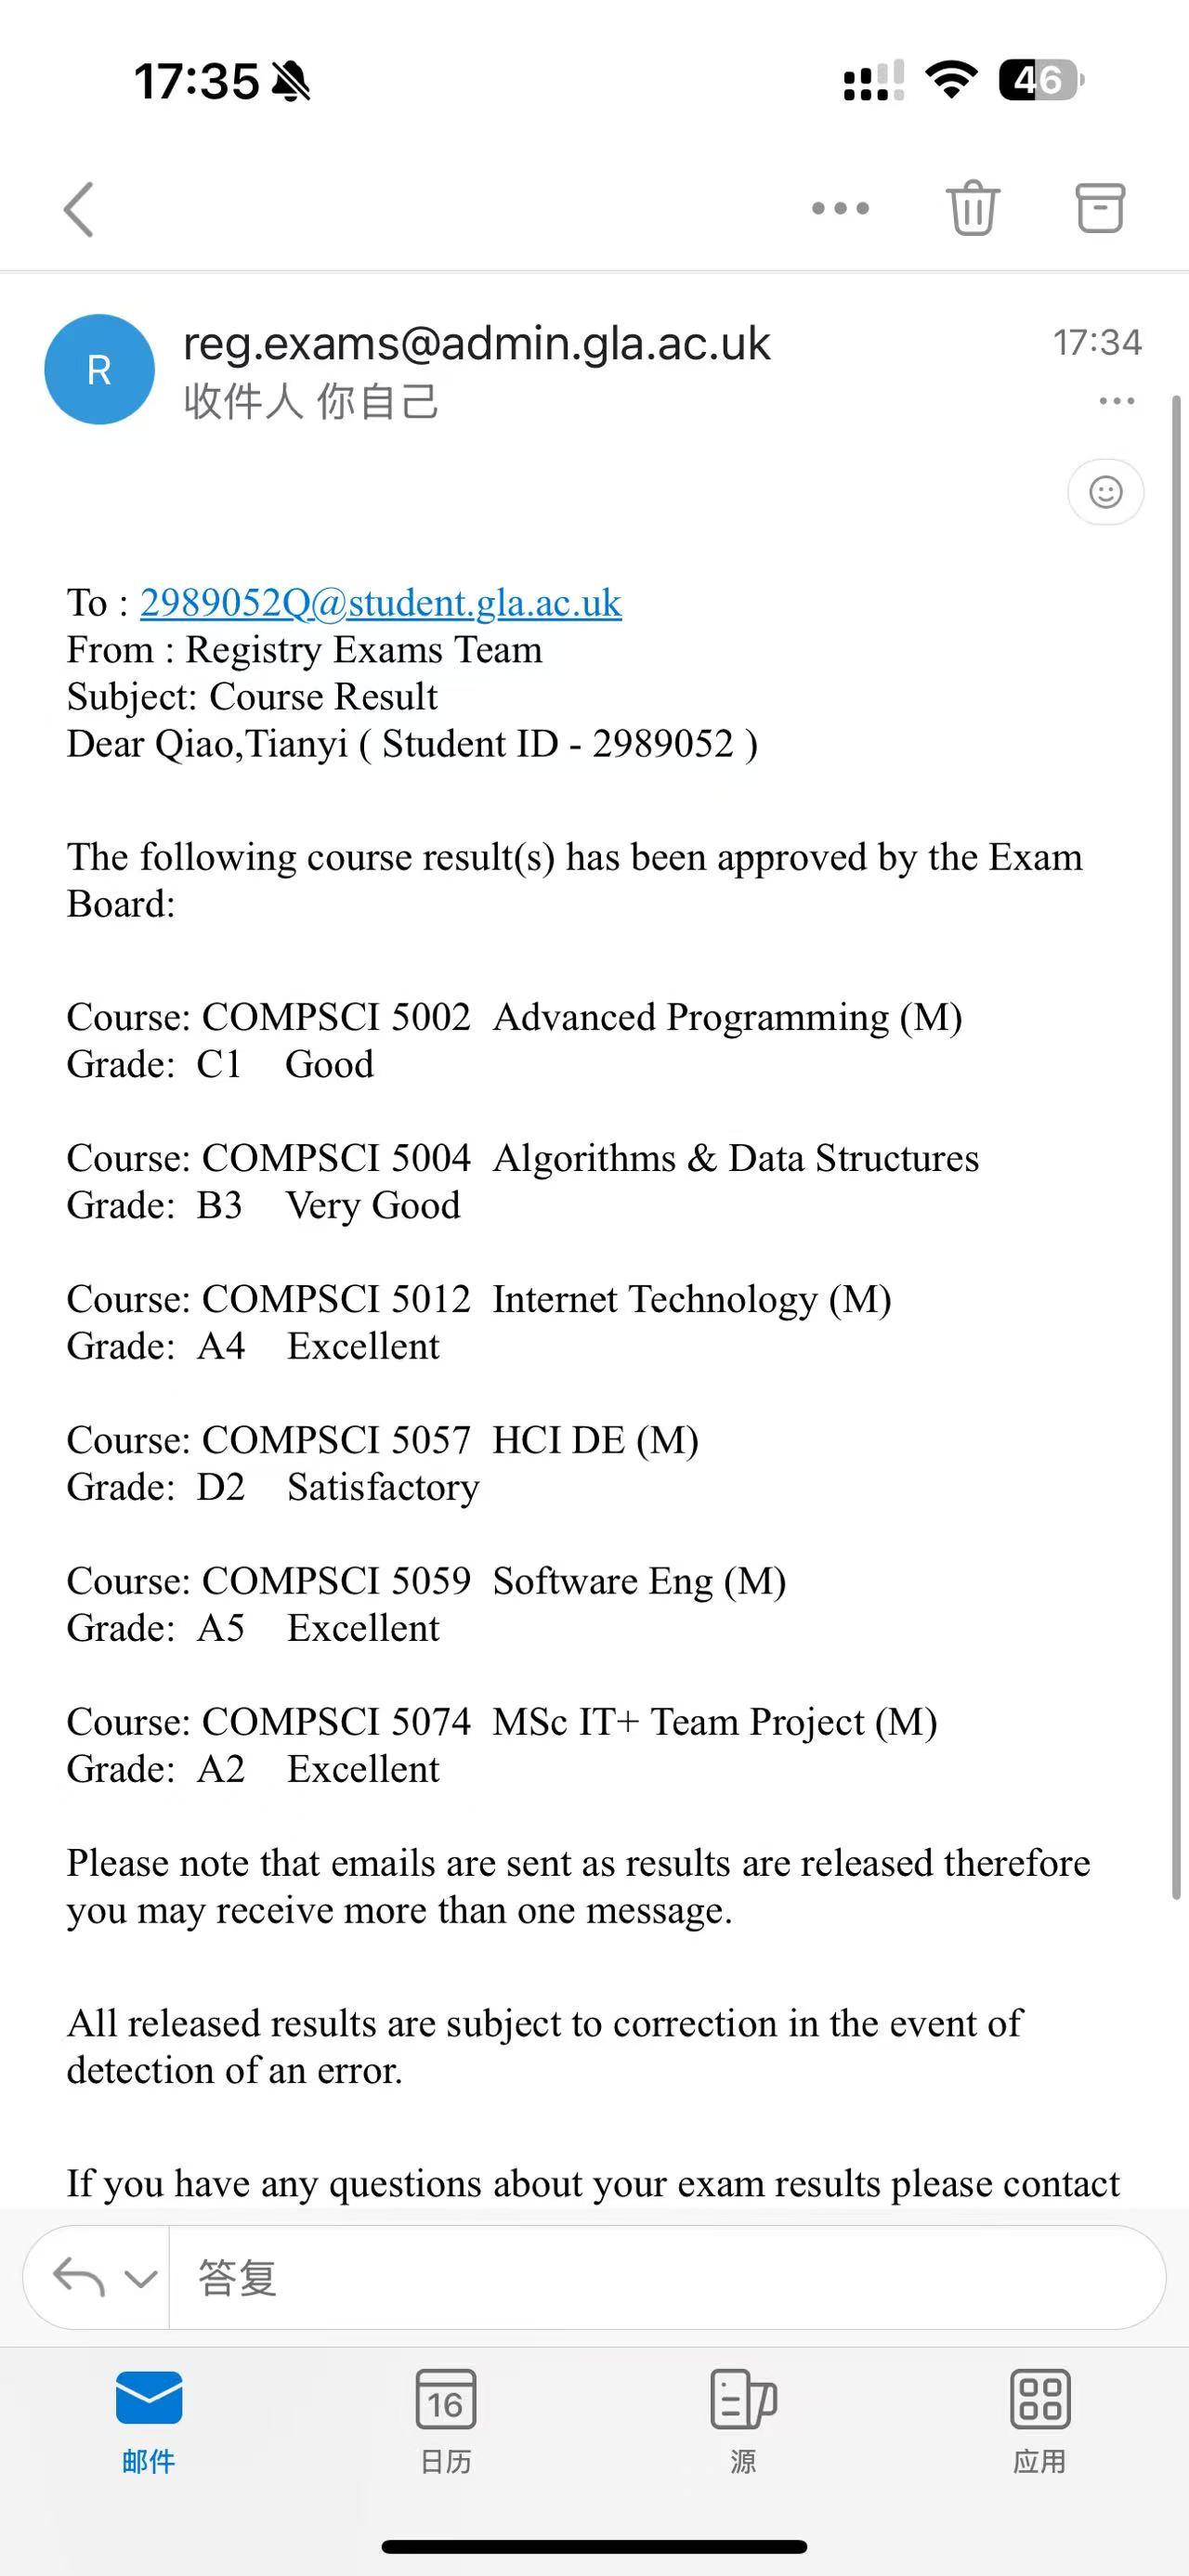 17:35
46
R
reg.exams@admin.gla.ac.uk
17:34
收件人 你自己
To : 2989052Q@student.gla.ac.uk
From : Registry Exams Team
Subject: Course Result
Dear Qiao,Tianyi ( Student ID - 2989052 )
The following course result(s) has been approved by the Exam
Board:
Course: COMPSCI 5002  Advanced Programming (M)
Grade:  C1    Good
Course: COMPSCI 5004  Algorithms & Data Structures
Grade:  B3    Very Good
Course: COMPSCI 5012  Internet Technology (M)
Grade:  A4    Excellent
Course: COMPSCI 5057  HCI DE (M)
Grade:  D2    Satisfactory
Course: COMPSCI 5059  Software Eng (M)
Grade:  A5    Excellent
Course: COMPSCI 5074  MSc IT+ Team Project (M)
Grade:  A2    Excellent
Please note that emails are sent as results are released therefore
you may receive more than one message.
All released results are subject to correction in the event of
detection of an error.
If you have any questions about your exam results please contact
答复
16
邮件 日历 源 应用